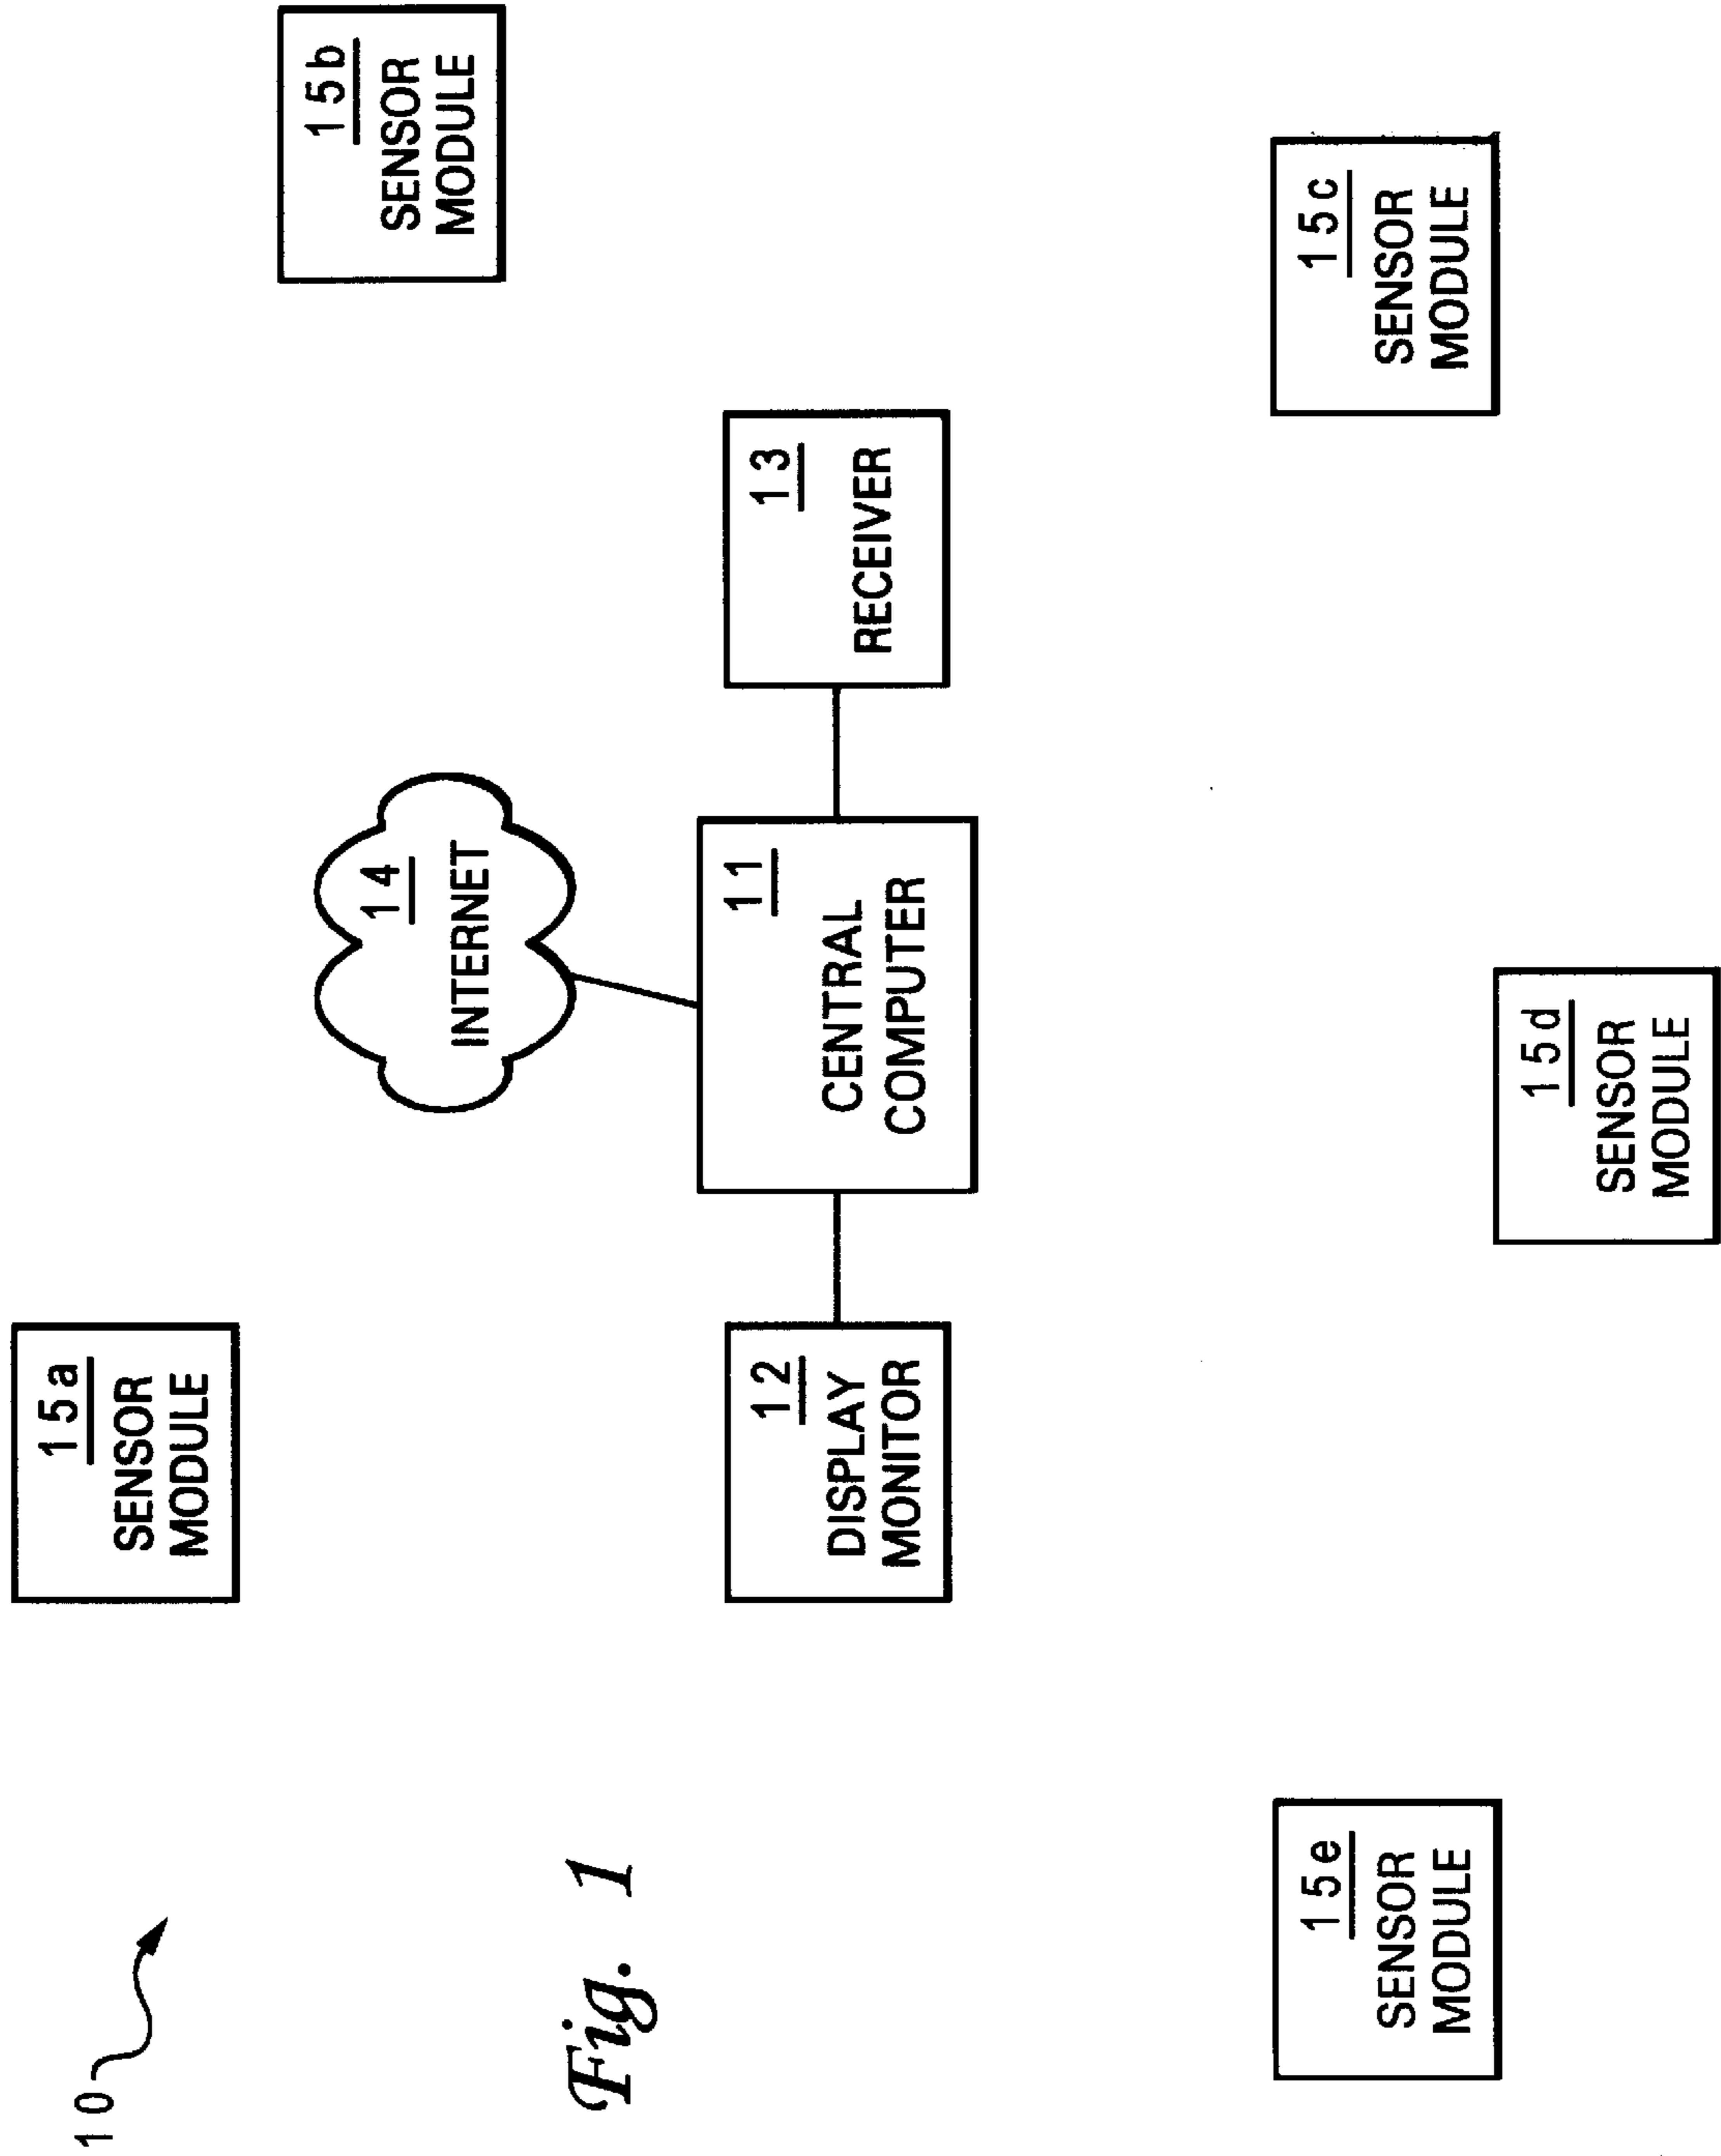 10
15a
SENSOR
MODULE
15b
SENSOR
MODULE
14
INTERNET
12
DISPLAY
MONITOR
11
CENTRAL
COMPUTER
13
RECEIVER
15e
SENSOR
MODULE
15d
SENSOR
MODULE
15c
SENSOR
MODULE
Fig. 1